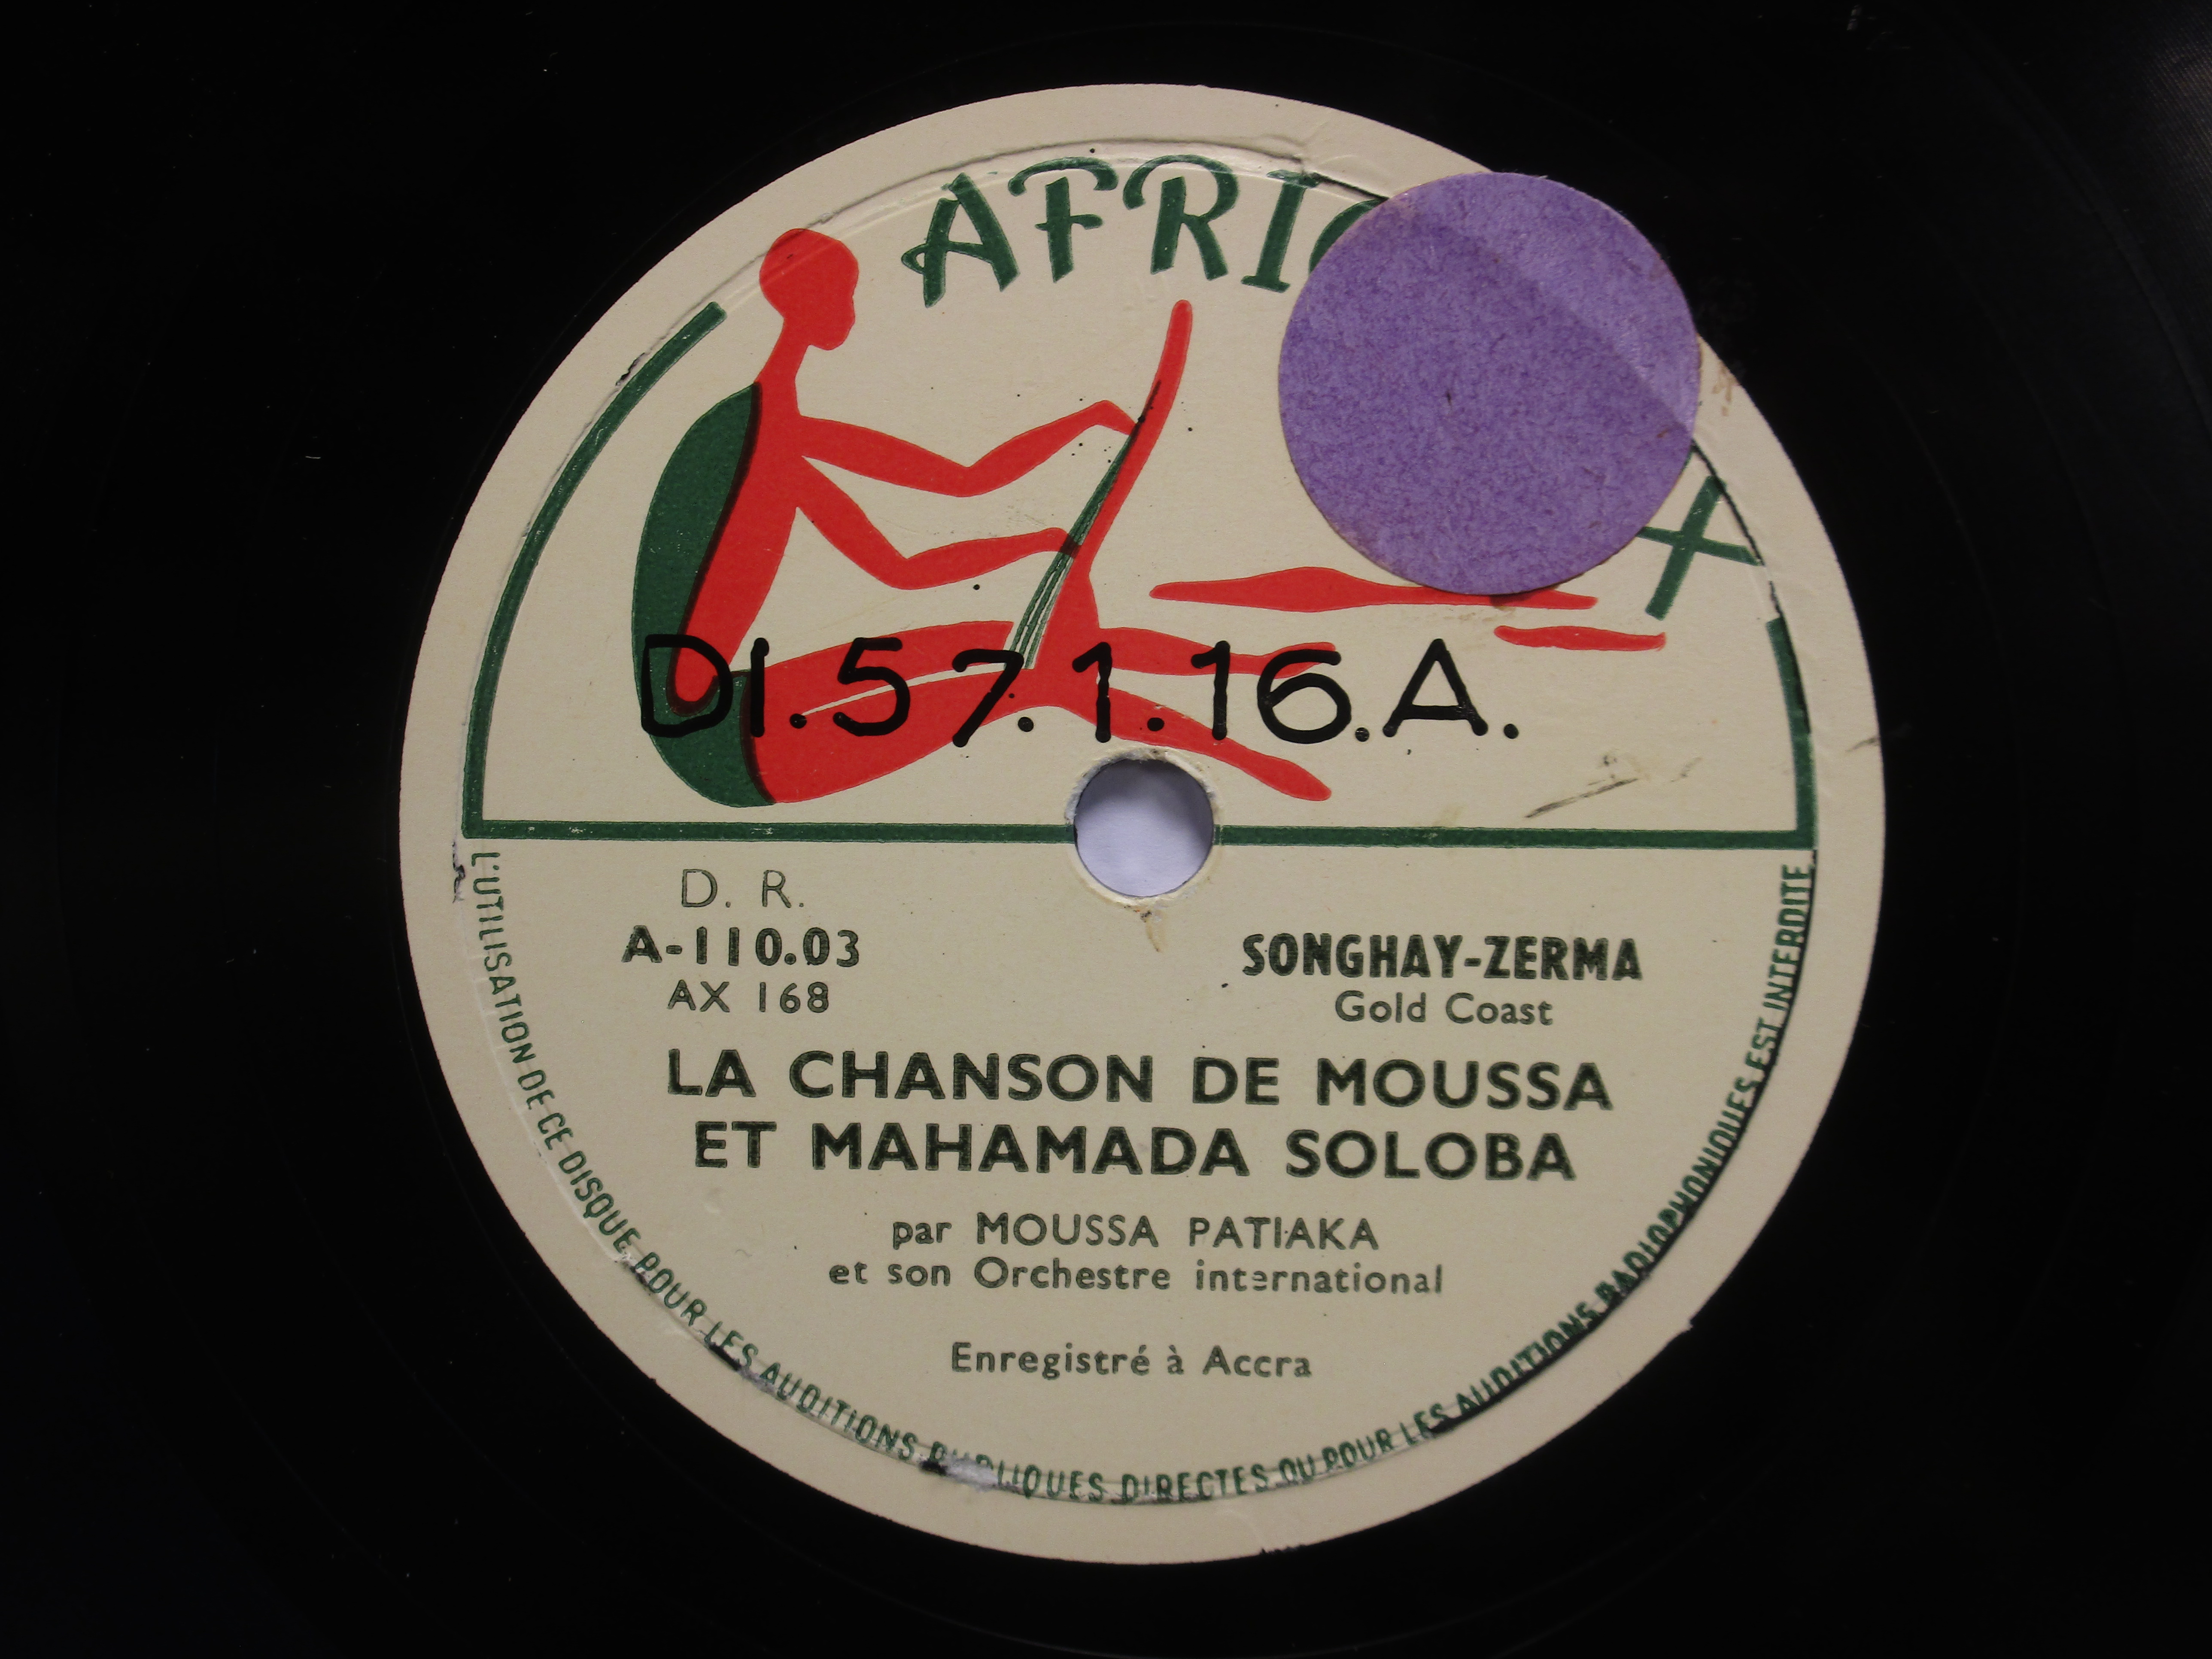 AFRIC
X
DI.57.1.16.A.
D. R.
A-110.03
AX 168
SONGHAY-ZERMA
Gold Coast
LA CHANSON DE MOUSSA
ET MAHAMADA SOLOBA
par MOUSSA PATIAKA
et son Orchestre international
Enregistré à Accra
L'UTILISATION DE CE DISQUE POUR LES AUDITIONS PUBLIQUES DIRECTES OU POUR LES AUDITIONS RADIOPHONIQUES EST INTERDITE